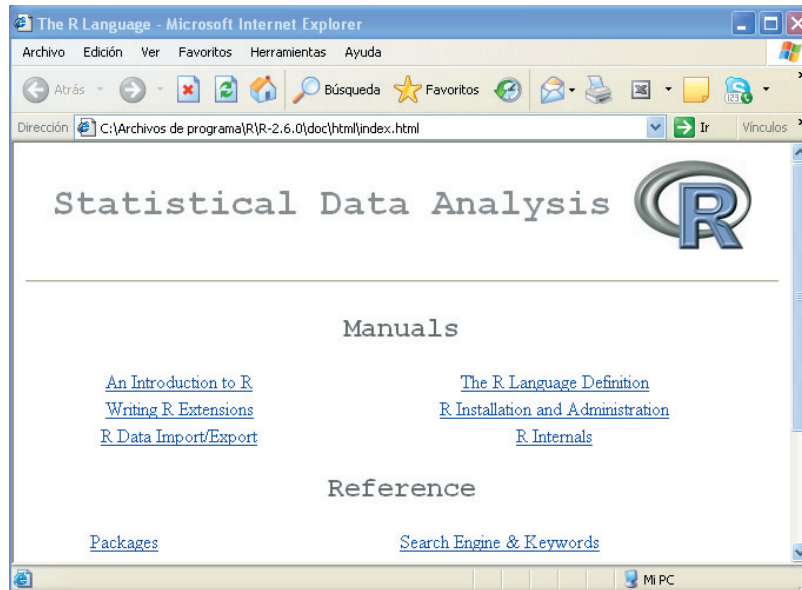 The R Language - Microsoft Internet Explorer
Archivo Edición Ver Favoritos Herramientas Ayuda
Atrás Búsqueda Favoritos
Dirección C:\Archivos de programa\R\R-2.6.0\doc\html\index.html Ir Vínculos
Statistical Data Analysis R
Manuals
An Introduction to R The R Language Definition
Writing R Extensions R Installation and Administration
R Data Import/Export R Internals
Reference
Packages Search Engine & Keywords
Mi PC